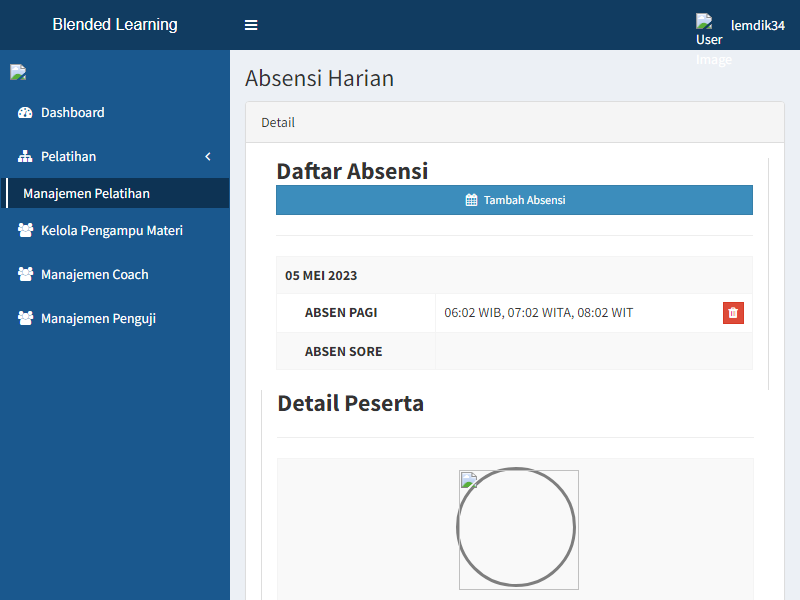 Blended Learning
User Image
lemdik34
Dashboard
Pelatihan
Manajemen Pelatihan
Kelola Pengampu Materi
Manajemen Coach
Manajemen Penguji
Absensi Harian
Detail
Daftar Absensi
Tambah Absensi
05 MEI 2023
ABSEN PAGI
06:02 WIB, 07:02 WITA, 08:02 WIT
ABSEN SORE
Detail Peserta